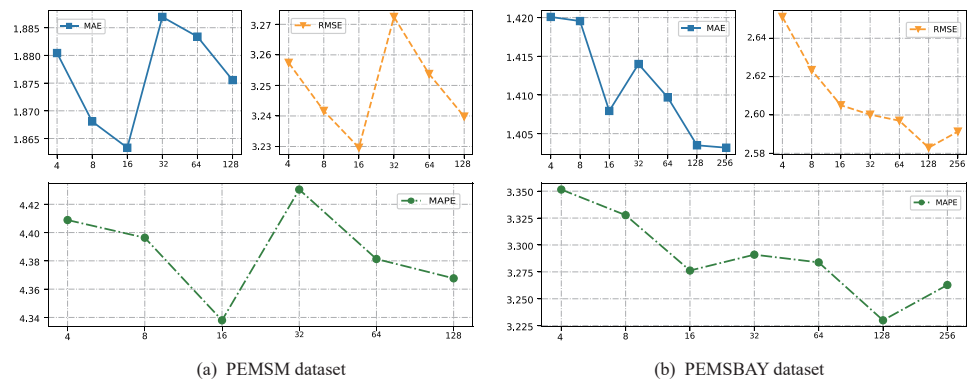 1.885
1.880
1.875
1.870
1.865
MAE
4 8 16 32 64 128
3.27
3.26
3.25
3.24
3.23
RMSE
4 8 16 32 64 128
4.42
4.40
4.38
4.36
4.34
MAPE
4 8 16 32 64 128
(a) PEMSM dataset
1.420
1.415
1.410
1.405
MAE
4 8 16 32 64 128 256
2.64
2.62
2.60
2.58
RMSE
4 8 16 32 64 128 256
3.350
3.325
3.300
3.275
3.250
3.225
MAPE
4 8 16 32 64 128 256
(b) PEMSBAY dataset